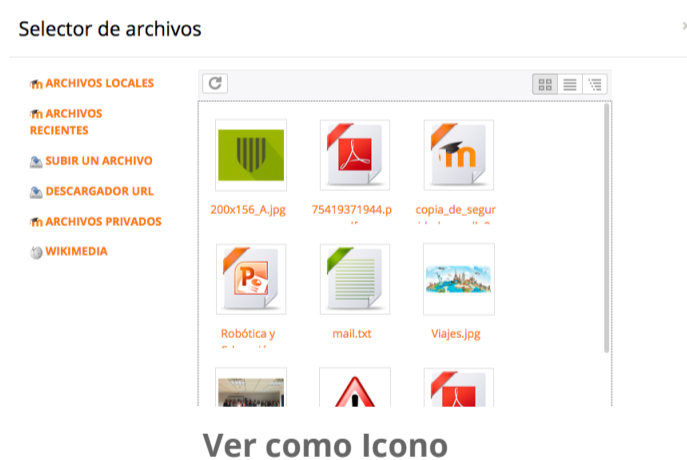 Selector de archivos
ARCHIVOS LOCALES
ARCHIVOS
RECIENTES
SUBIR UN ARCHIVO
DESCARGADOR URL
ARCHIVOS PRIVADOS
WIKIMEDIA
200x156_A.jpg
75419371944.p
copia_de_segur
Robótica y
mail.txt
Viajes.jpg
Ver como Icono